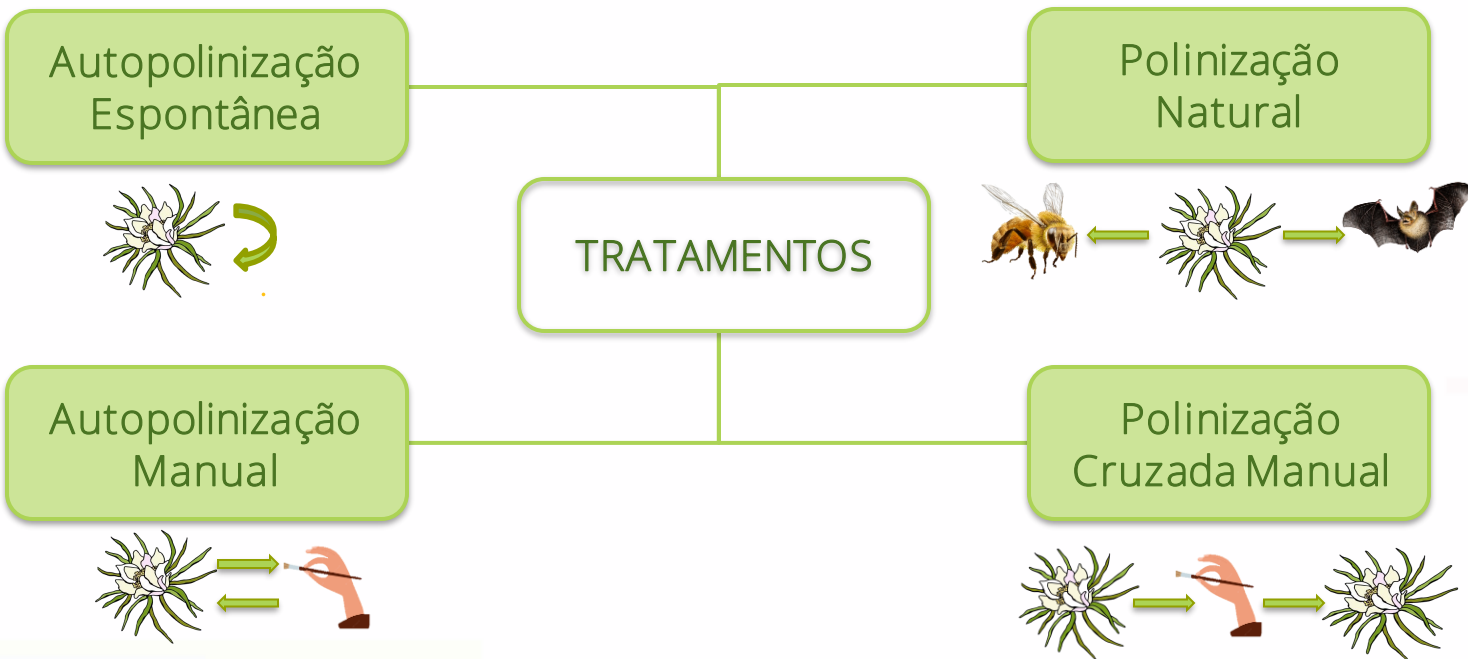 Autopolinização
Espontânea
Polinização
Natural
TRATAMENTOS
Autopolinização
Manual
Polinização
Cruzada Manual